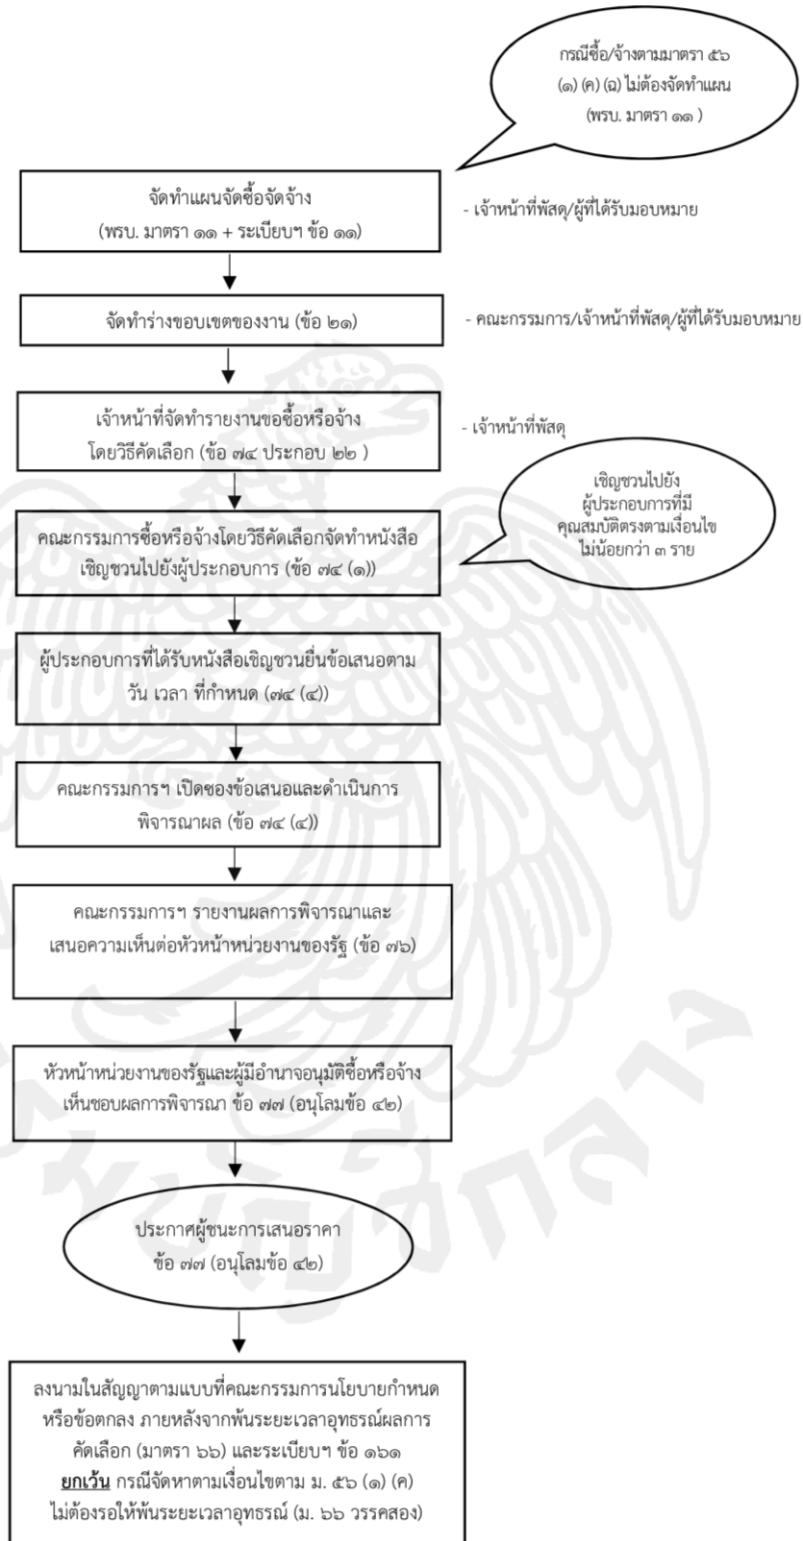 กรณีซื้อ/จ้างตามมาตรา ๕๖
(๑) (ค) (ฉ) ไม่ต้องจัดทำแผน
(พรบ. มาตรา ๑๑ )
จัดทำแผนจัดซื้อจัดจ้าง
(พรบ. มาตรา ๑๑ + ระเบียบฯ ข้อ ๑๑)
- เจ้าหน้าที่พัสดุ/ผู้ที่ได้รับมอบหมาย
จัดทำร่างขอบเขตของงาน (ข้อ ๒๑)
- คณะกรรมการ/เจ้าหน้าที่พัสดุ/ผู้ที่ได้รับมอบหมาย
เจ้าหน้าที่จัดทำรายงานขอซื้อหรือจ้าง
โดยวิธีคัดเลือก (ข้อ ๗๔ ประกอบ ๒๒ )
- เจ้าหน้าที่พัสดุ
เชิญชวนไปยัง
ผู้ประกอบการที่มี
คุณสมบัติตรงตามเงื่อนไข
ไม่น้อยกว่า ๓ ราย
คณะกรรมการซื้อหรือจ้างโดยวิธีคัดเลือกจัดทำหนังสือ
เชิญชวนไปยังผู้ประกอบการ (ข้อ ๗๔ (๑))
ผู้ประกอบการที่ได้รับหนังสือเชิญชวนยื่นข้อเสนอตาม
วัน เวลา ที่กำหนด (๗๔ (๔))
คณะกรรมการฯ เปิดซองข้อเสนอและดำเนินการ
พิจารณาผล (ข้อ ๗๔ (๔))
คณะกรรมการฯ รายงานผลการพิจารณาและ
เสนอความเห็นต่อหัวหน้าหน่วยงานของรัฐ (ข้อ ๗๖)
หัวหน้าหน่วยงานของรัฐและผู้มีอำนาจอนุมัติซื้อหรือจ้าง
เห็นชอบผลการพิจารณา ข้อ ๗๗ (อนุโลมข้อ ๔๒)
ประกาศผู้ชนะการเสนอราคา
ข้อ ๗๗ (อนุโลมข้อ ๔๒)
ลงนามในสัญญาตามแบบที่คณะกรรมการนโยบายกำหนด
หรือข้อตกลง ภายหลังจากพ้นระยะเวลาอุทธรณ์ผลการ
คัดเลือก (มาตรา ๖๖) และระเบียบฯ ข้อ ๑๖๑
ยกเว้น กรณีจัดหาตามเงื่อนไขตาม ม. ๕๖ (๑) (ค)
ไม่ต้องรอให้พ้นระยะเวลาอุทธรณ์ (ม. ๖๖ วรรคสอง)
กรมบัญชีกลาง